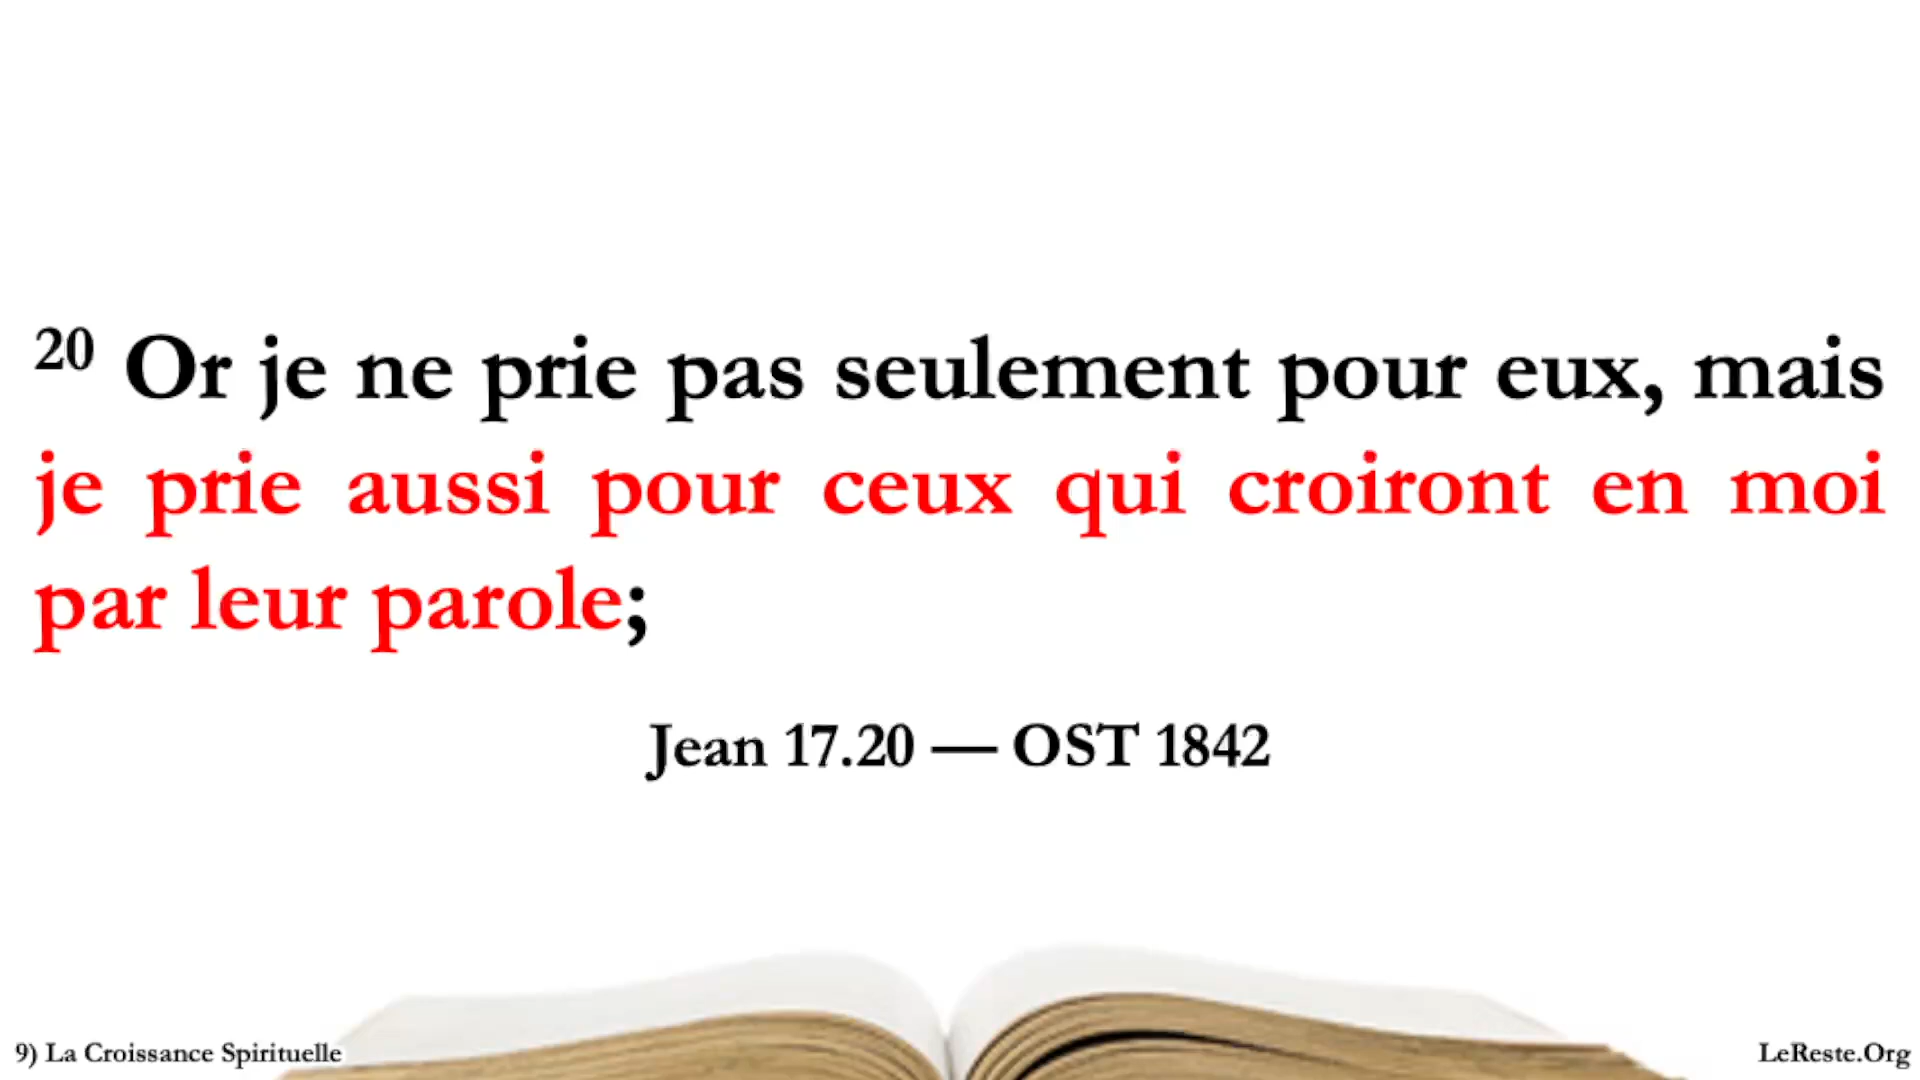 20 Or je ne prie pas seulement pour eux, mais
je prie aussi pour ceux qui croiront en moi
par leur parole;
Jean 17.20 — OST 1842
9) La Croissance Spirituelle
LeReste.Org